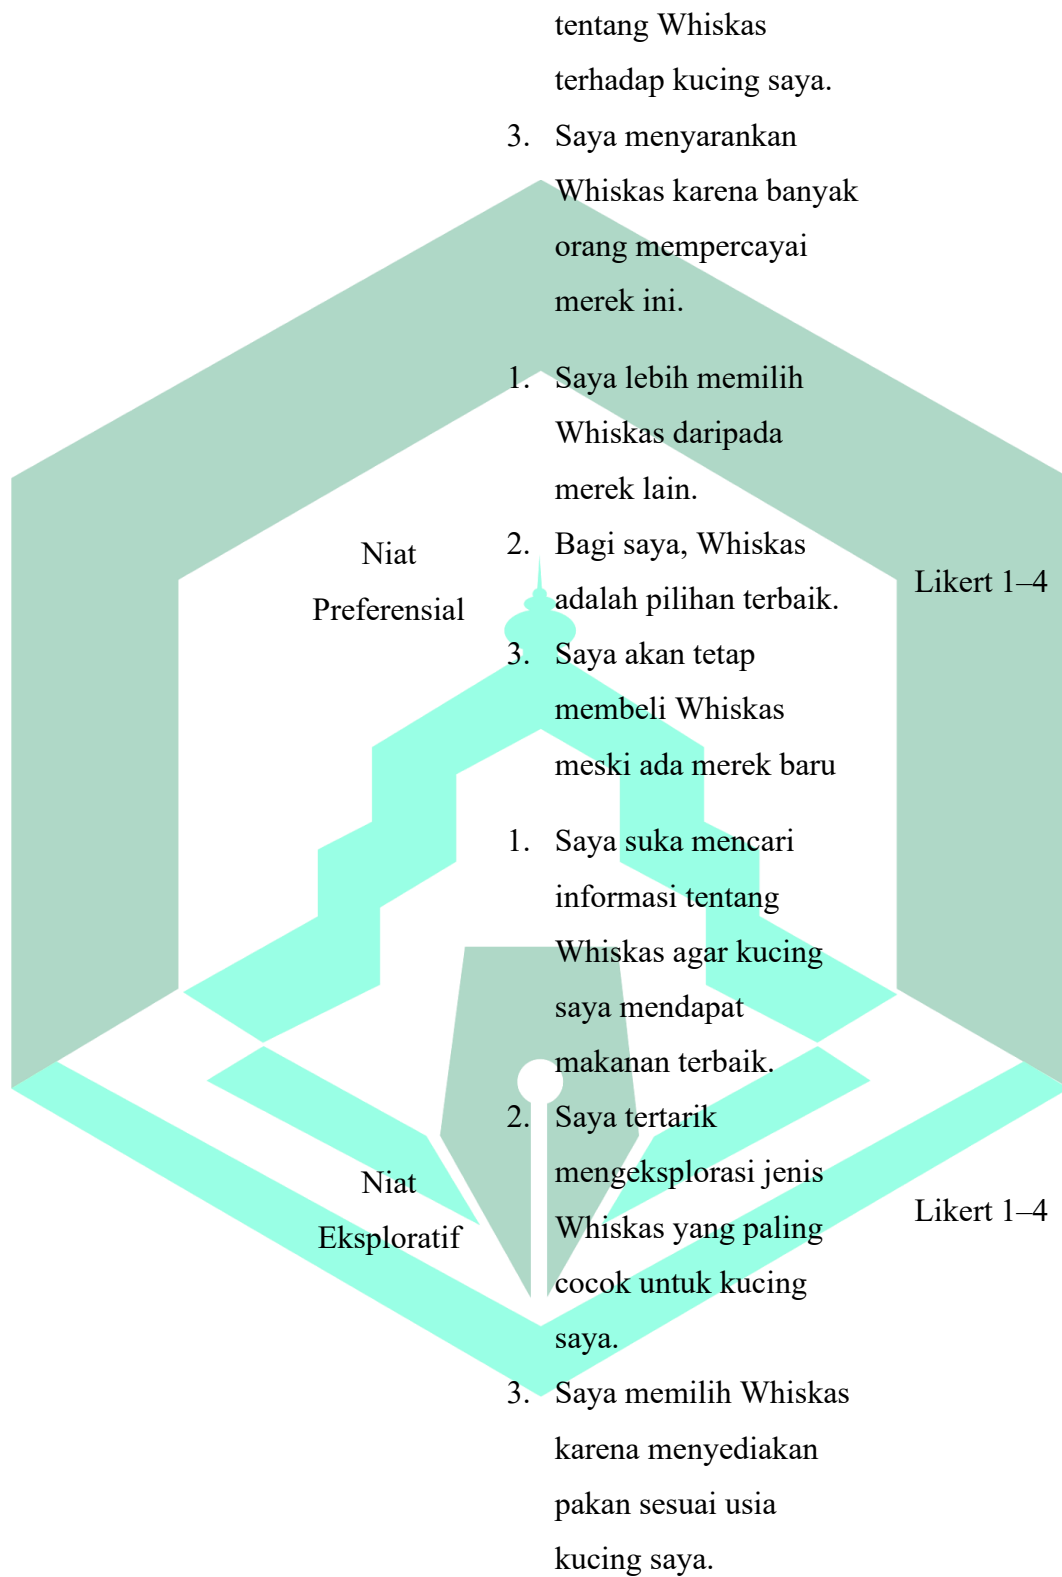 tentang Whiskas
terhadap kucing saya.
3. Saya menyarankan
Whiskas karena banyak
orang mempercayai
merek ini.
Niat
Preferensial
1. Saya lebih memilih
Whiskas daripada
merek lain.
2. Bagi saya, Whiskas
adalah pilihan terbaik.
3. Saya akan tetap
membeli Whiskas
meski ada merek baru
Likert 1–4
Niat
Eksploratif
1. Saya suka mencari
informasi tentang
Whiskas agar kucing
saya mendapat
makanan terbaik.
2. Saya tertarik
mengeksplorasi jenis
Whiskas yang paling
cocok untuk kucing
saya.
3. Saya memilih Whiskas
karena menyediakan
pakan sesuai usia
kucing saya.
Likert 1–4